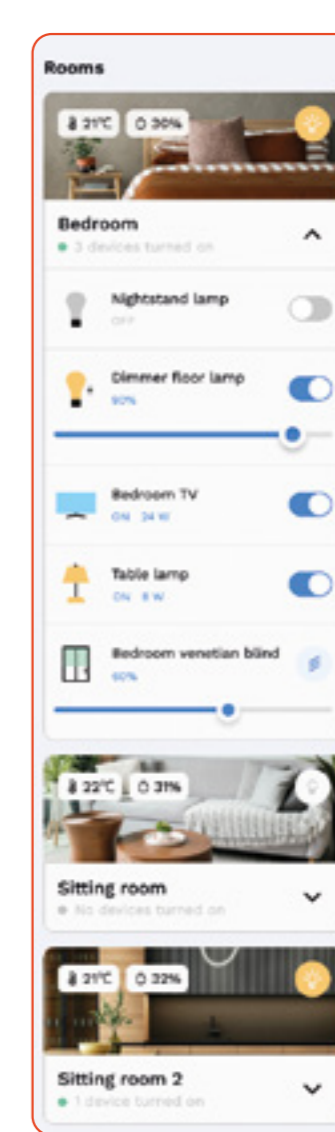 Rooms
21°C 30%
Bedroom
3 devices turned on
Nightstand lamp
OFF
Dimmer floor lamp
90%
Bedroom TV
ON 24 W
Table lamp
ON 8 W
Bedroom venetian blind
60%
22°C 31%
Sitting room
No devices turned on
21°C 32%
Sitting room 2
1 device turned on